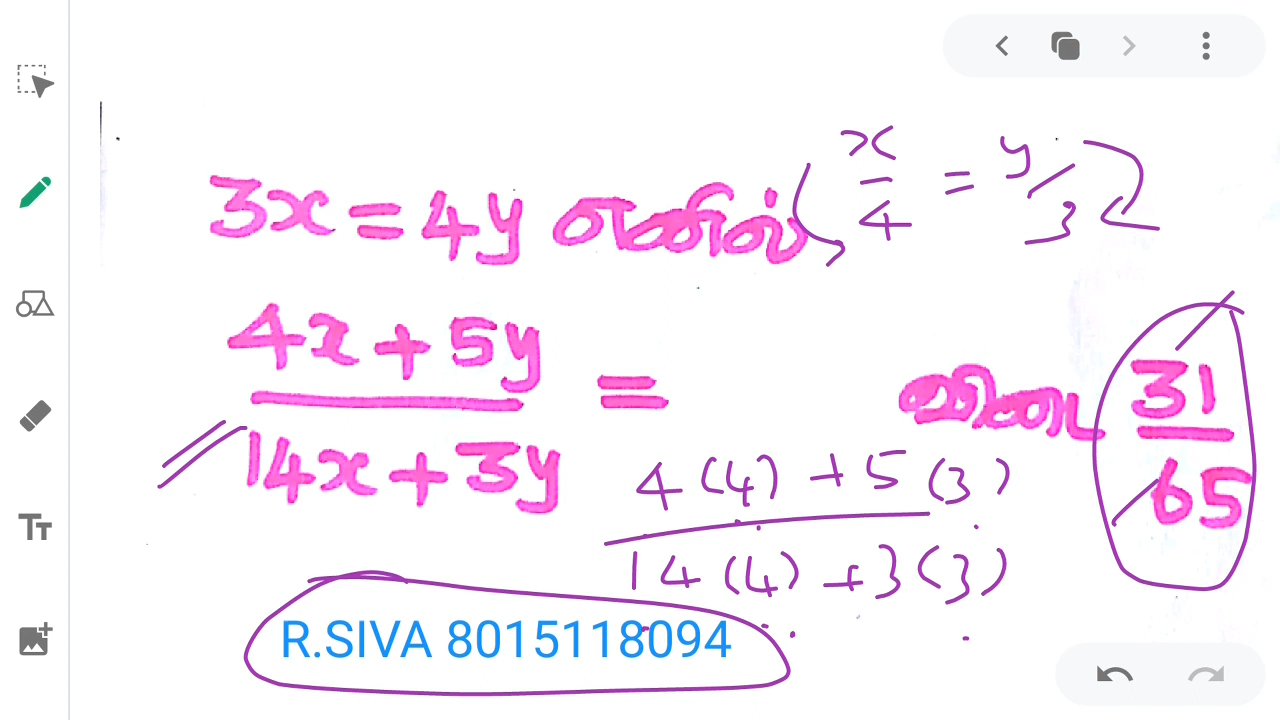 3x = 4y எனில் (x/4 = y/3)
4x + 5y / 14x + 3y =
விடை 31/65
4(4) + 5(3) / 14(4) + 3(3)
R.SIVA 8015118094
Tт